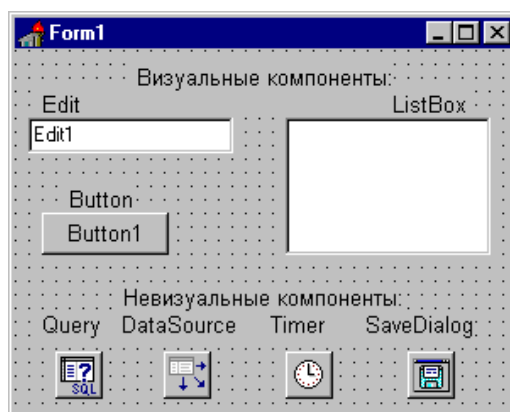 Form1
Визуальные компоненты:
Edit ListBox
Edit1
Button
Button1
Невизуальные компоненты:
Query DataSource Timer SaveDialog
SQL